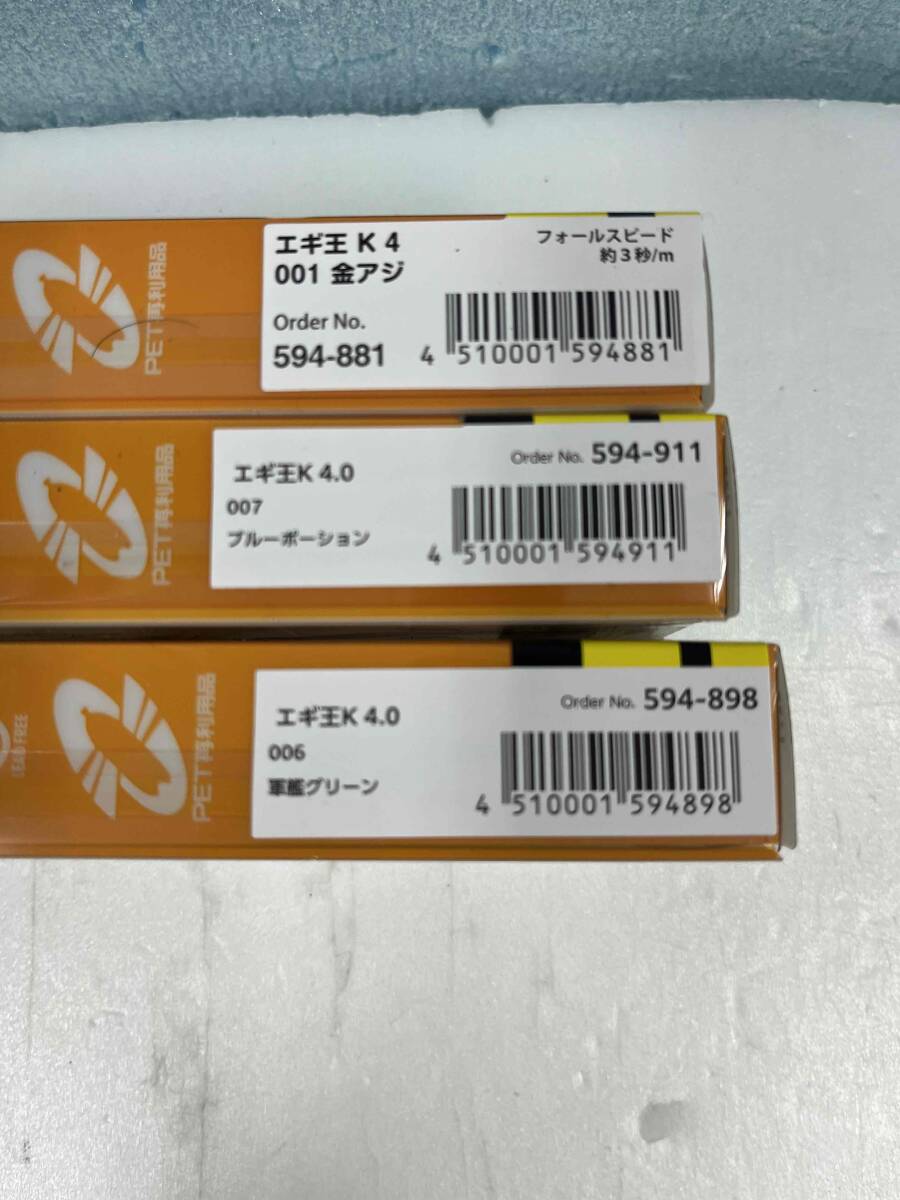 PET再利用品
エギ王 K 4
001 金アジ
フォールスピード
約3秒/m
Order No.
594-881
4 510001 594881
PET再利用品
エギ王K 4.0
007
ブルーポーション
Order No. 594-911
4 510001 594911
LEAD FREE
PET再利用品
エギ王K 4.0
006
軍艦グリーン
Order No. 594-898
4 510001 594898